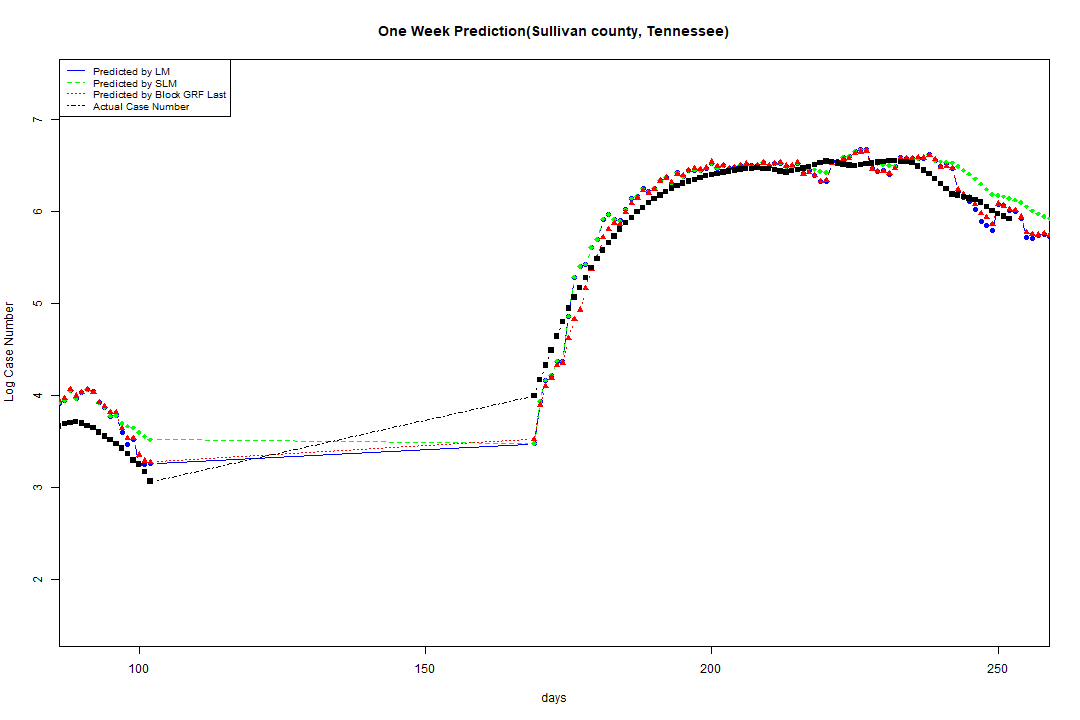 One Week Prediction(Sullivan county, Tennessee)
Predicted by LM
Predicted by SLM
Predicted by Block GRF Last
Actual Case Number
7
6
5
4
3
2
Log Case Number
100 150 200 250
days